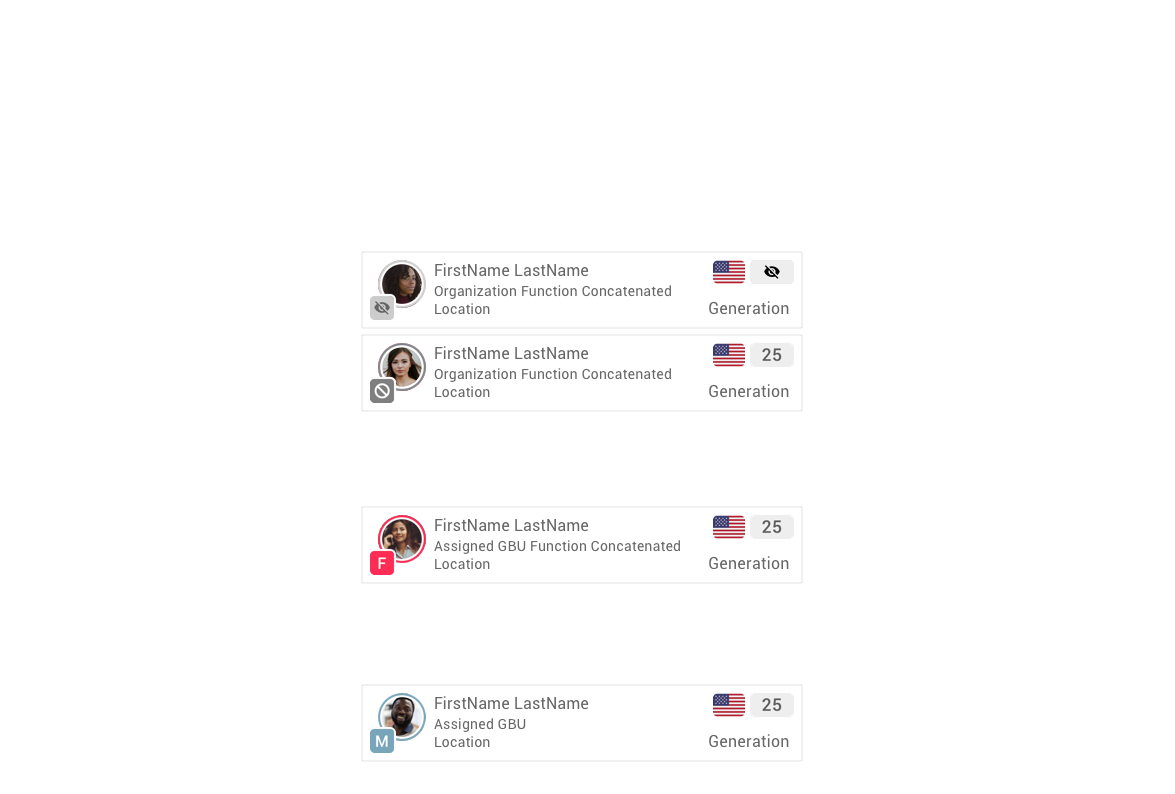 FirstName LastName
Organization Function Concatenated
Location
Generation
FirstName LastName
25
Organization Function Concatenated
Location
Generation
FirstName LastName
25
Assigned GBU Function Concatenated
Location
Generation
F
FirstName LastName
25
Assigned GBU
Location
Generation
M